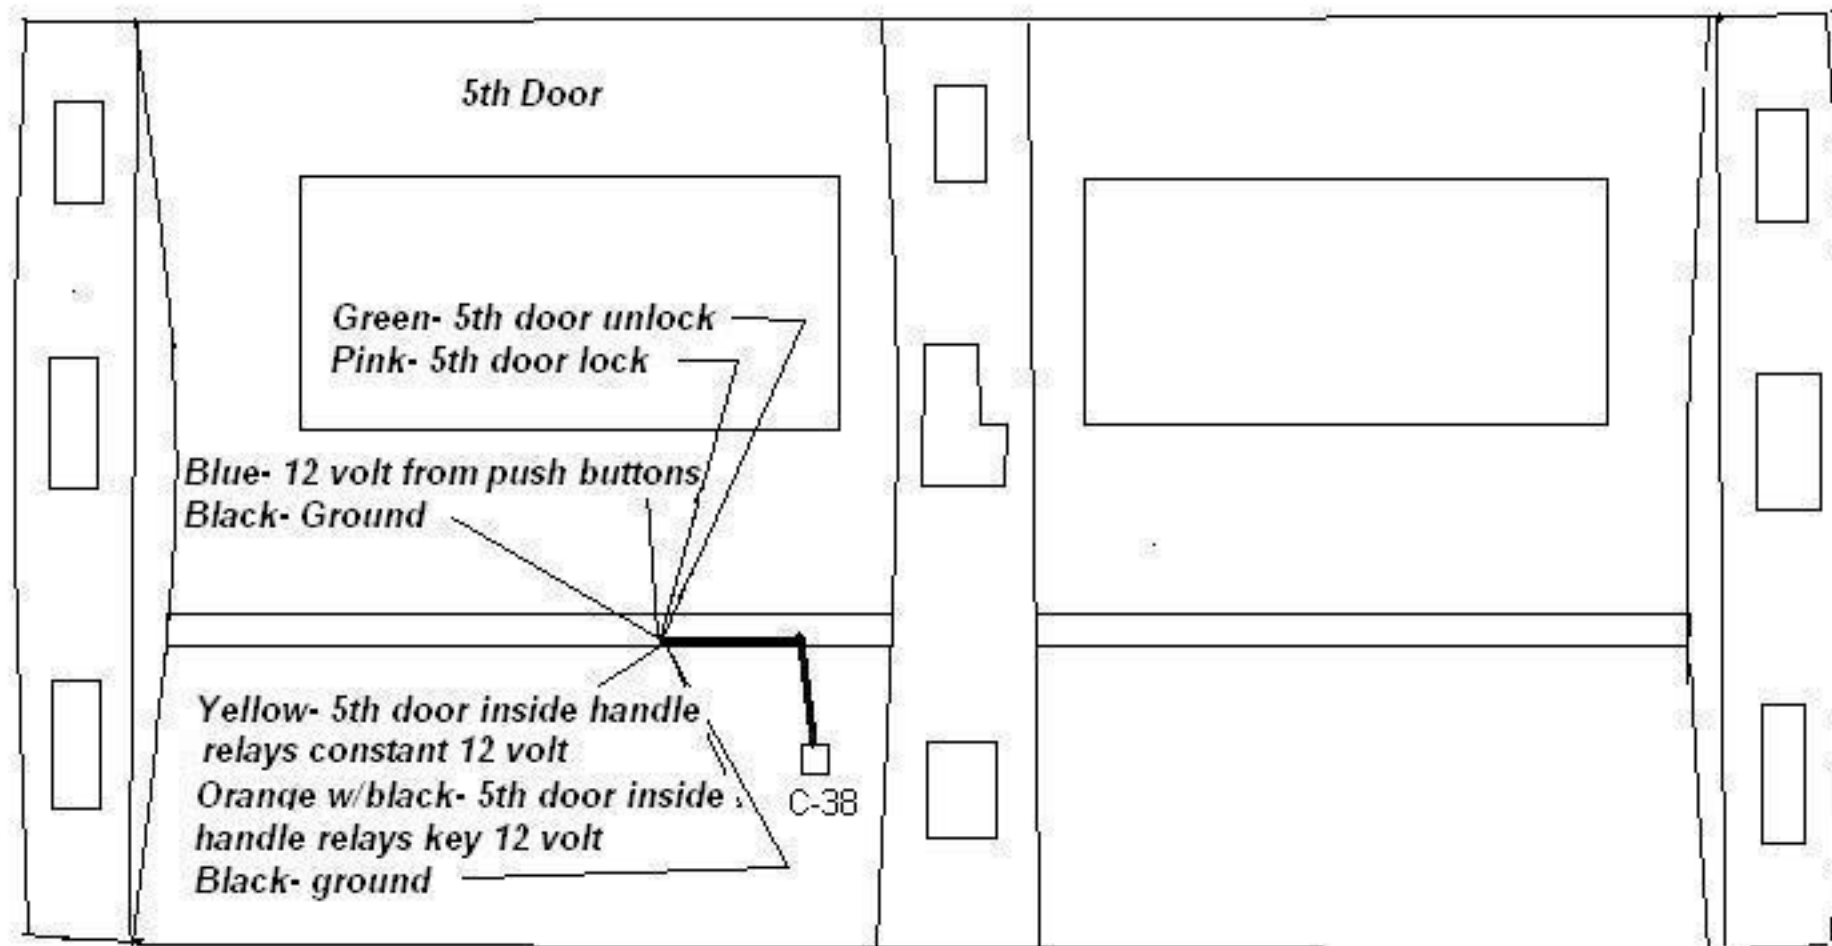 5th Door
Green- 5th door unlock
Pink- 5th door lock
Blue- 12 volt from push buttons
Black- Ground
Yellow- 5th door inside handle
relays constant 12 volt
Orange w/black- 5th door inside
handle relays key 12 volt
Black- ground
C-38